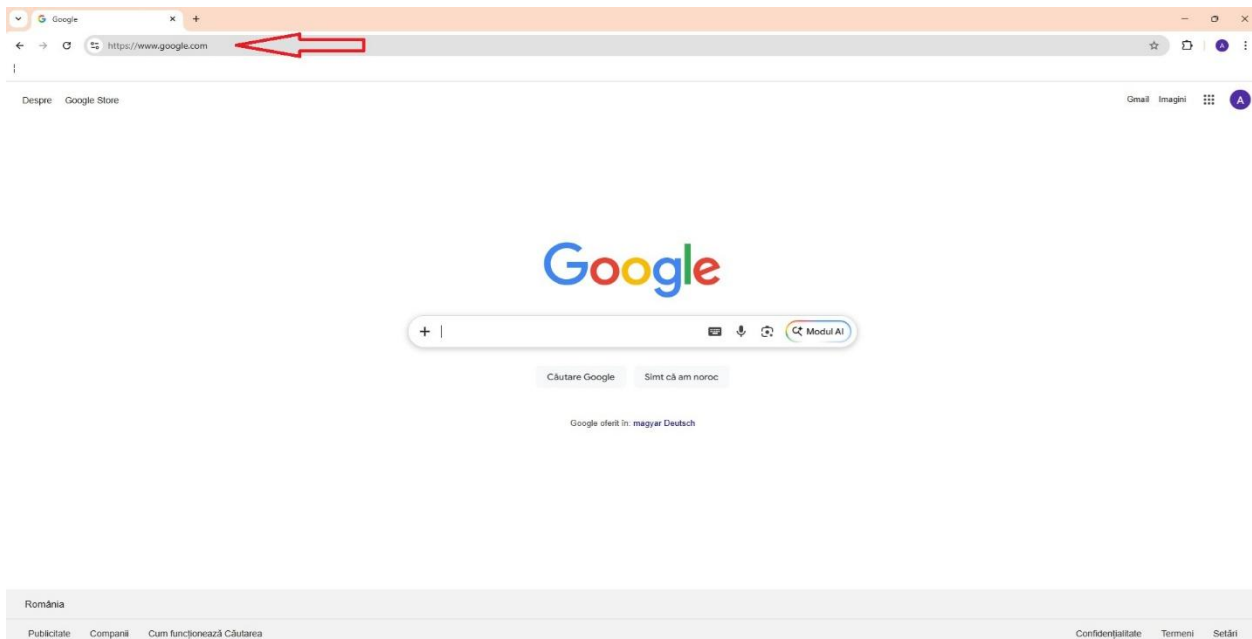 Google
https://www.google.com
Despre Google Store Gmail Imagini A
Google
Modul AI
Căutare Google Simt că am noroc
Google oferit în: magyar Deutsch
România
Publicitate Companii Cum funcționează Căutarea Confidențialitate Termeni Setări